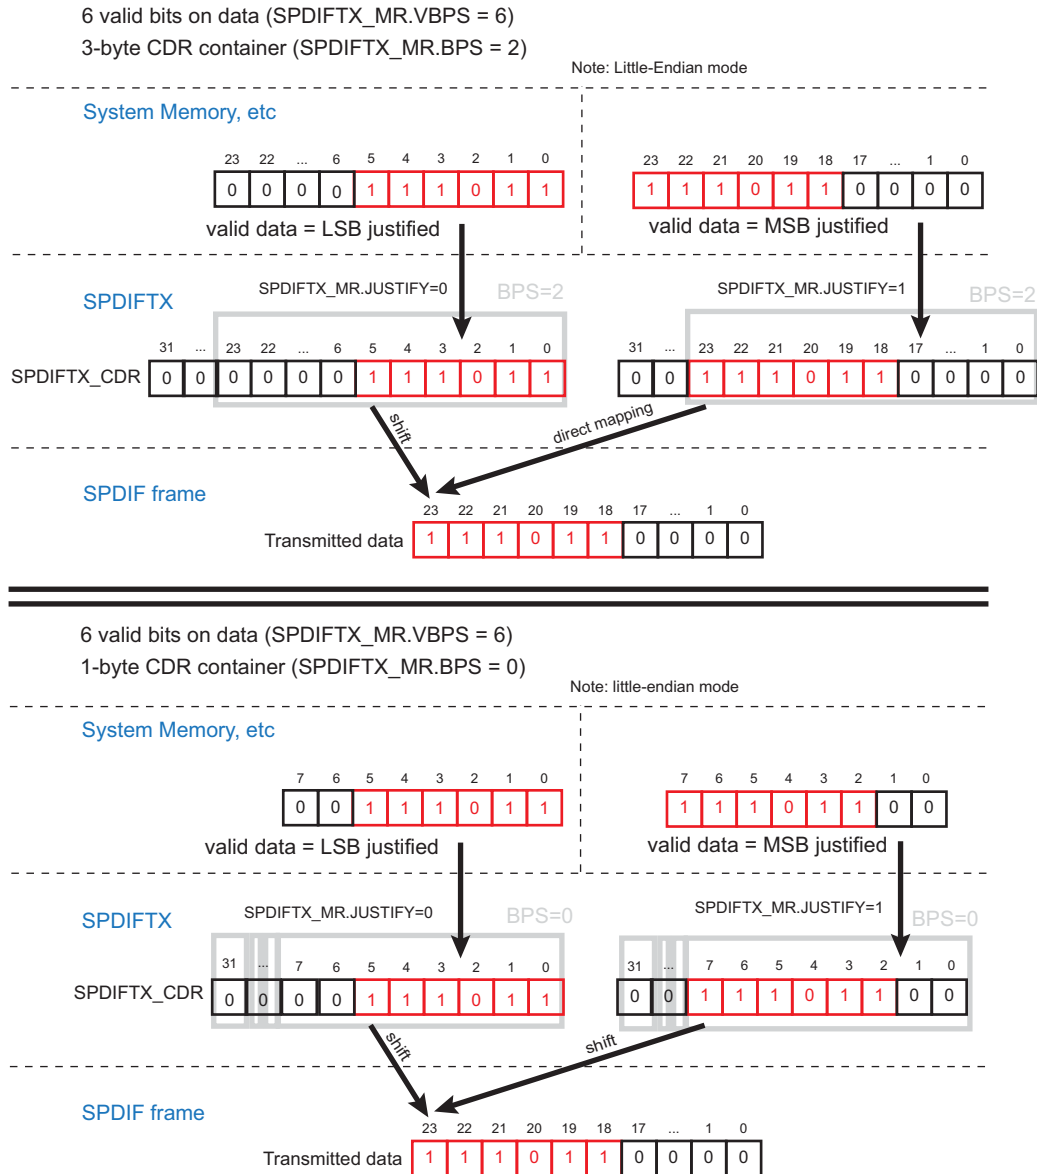 6 valid bits on data (SPDIFTX_MR.VBPS = 6)
3-byte CDR container (SPDIFTX_MR.BPS = 2)
Note: Little-Endian mode
System Memory, etc
23 22 ... 6 5 4 3 2 1 0
0 0 0 0 1 1 1 0 1 1
valid data = LSB justified
23 22 21 20 19 18 17 ... 1 0
1 1 1 0 1 1 0 0 0 0
valid data = MSB justified
SPDIFTX
SPDIFTX_MR.JUSTIFY=0
BPS=2
SPDIFTX_MR.JUSTIFY=1
BPS=2
31 ... 23 22 ... 6 5 4 3 2 1 0
SPDIFTX_CDR 0 0 0 0 0 0 1 1 1 0 1 1
31 ... 23 22 21 20 19 18 17 ... 1 0
0 0 1 1 1 0 1 1 0 0 0 0
shift
direct mapping
SPDIF frame
23 22 21 20 19 18 17 ... 1 0
Transmitted data 1 1 1 0 1 1 0 0 0 0
6 valid bits on data (SPDIFTX_MR.VBPS = 6)
1-byte CDR container (SPDIFTX_MR.BPS = 0)
Note: little-endian mode
System Memory, etc
7 6 5 4 3 2 1 0
0 0 1 1 1 0 1 1
valid data = LSB justified
7 6 5 4 3 2 1 0
1 1 1 0 1 1 0 0
valid data = MSB justified
SPDIFTX
SPDIFTX_MR.JUSTIFY=0
BPS=0
SPDIFTX_MR.JUSTIFY=1
BPS=0
31 ... 7 6 5 4 3 2 1 0
SPDIFTX_CDR 0 0 0 0 1 1 1 0 1 1
31 ... 7 6 5 4 3 2 1 0
0 0 1 1 1 0 1 1 0 0
shift
shift
SPDIF frame
23 22 21 20 19 18 17 ... 1 0
Transmitted data 1 1 1 0 1 1 0 0 0 0